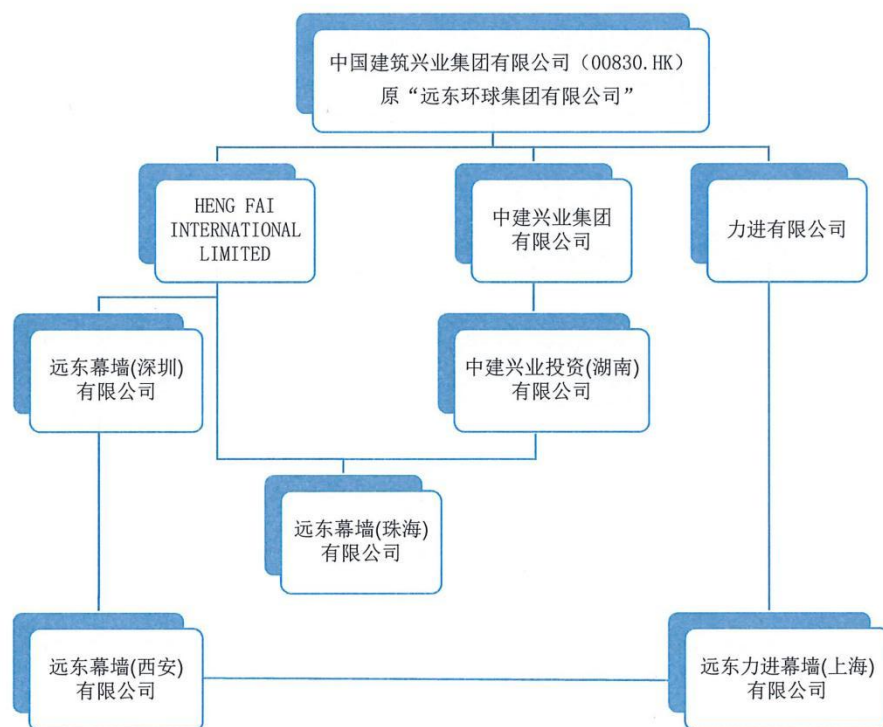 中国建筑兴业集团有限公司（00830.HK）
原“远东环球集团有限公司”
HENG FAI
INTERNATIONAL
LIMITED
中建兴业集团
有限公司
力进有限公司
远东幕墙(深圳)
有限公司
中建兴业投资(湖南)
有限公司
远东幕墙(珠海)
有限公司
远东幕墙(西安)
有限公司
远东力进幕墙(上海)
有限公司